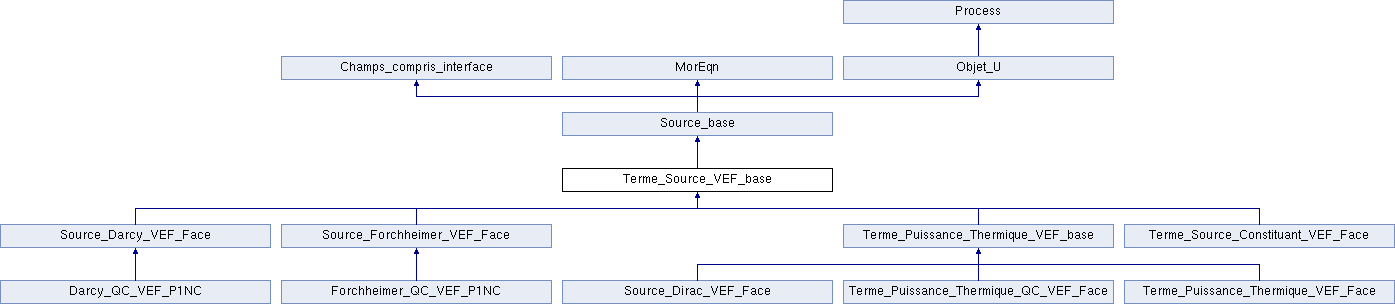 Process
Champs_compris_interface
MorEqn
Objet_U
Source_base
Terme_Source_VEF_base
Source_Darcy_VEF_Face
Source_Forchheimer_VEF_Face
Terme_Puissance_Thermique_VEF_base
Terme_Source_Constituant_VEF_Face
Darcy_QC_VEF_P1NC
Forchheimer_QC_VEF_P1NC
Source_Dirac_VEF_Face
Terme_Puissance_Thermique_QC_VEF_Face
Terme_Puissance_Thermique_VEF_Face